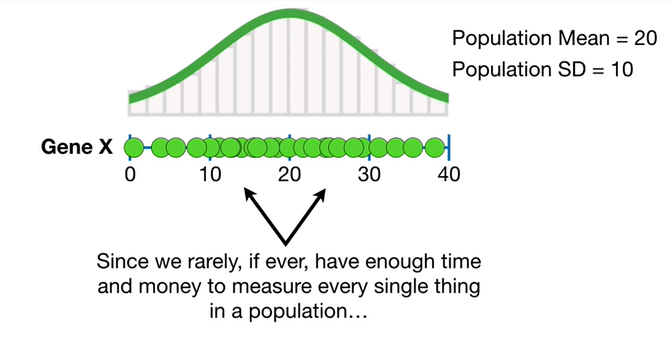 Population Mean = 20
Population SD = 10
Gene X
0 10 20 30 40
Since we rarely, if ever, have enough time
and money to measure every single thing
in a population…